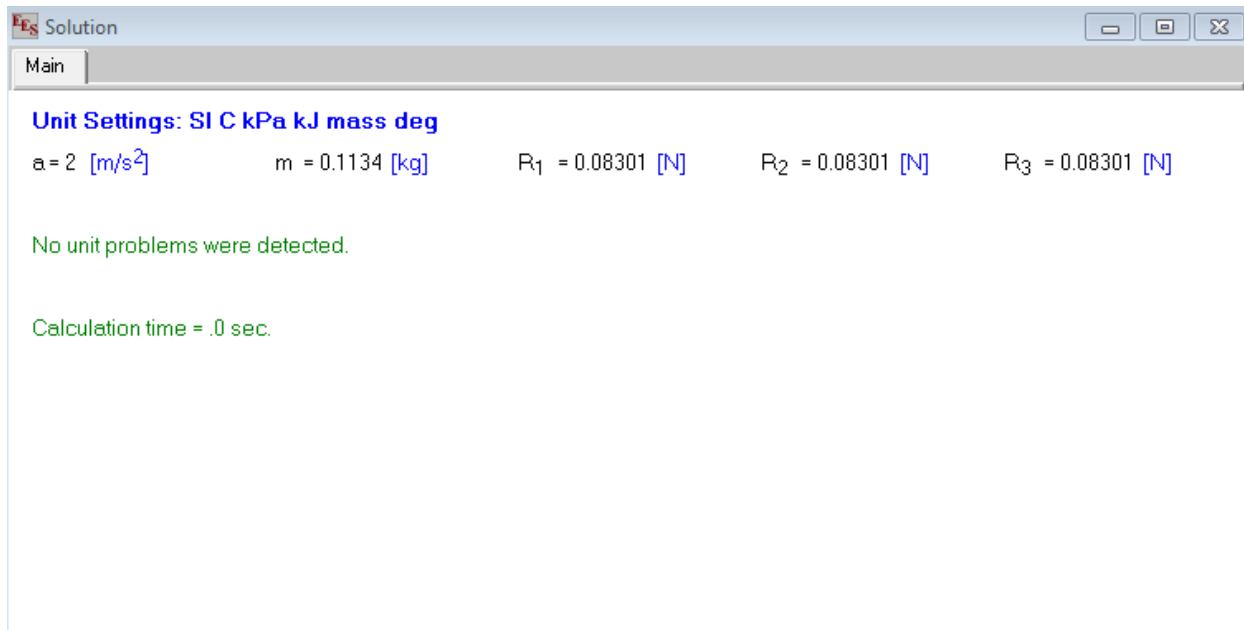 EES Solution
Main
Unit Settings: SI C kPa kJ mass deg
a = 2 [m/s²] m = 0.1134 [kg] R₁ = 0.08301 [N] R₂ = 0.08301 [N] R₃ = 0.08301 [N]
No unit problems were detected.
Calculation time = .0 sec.